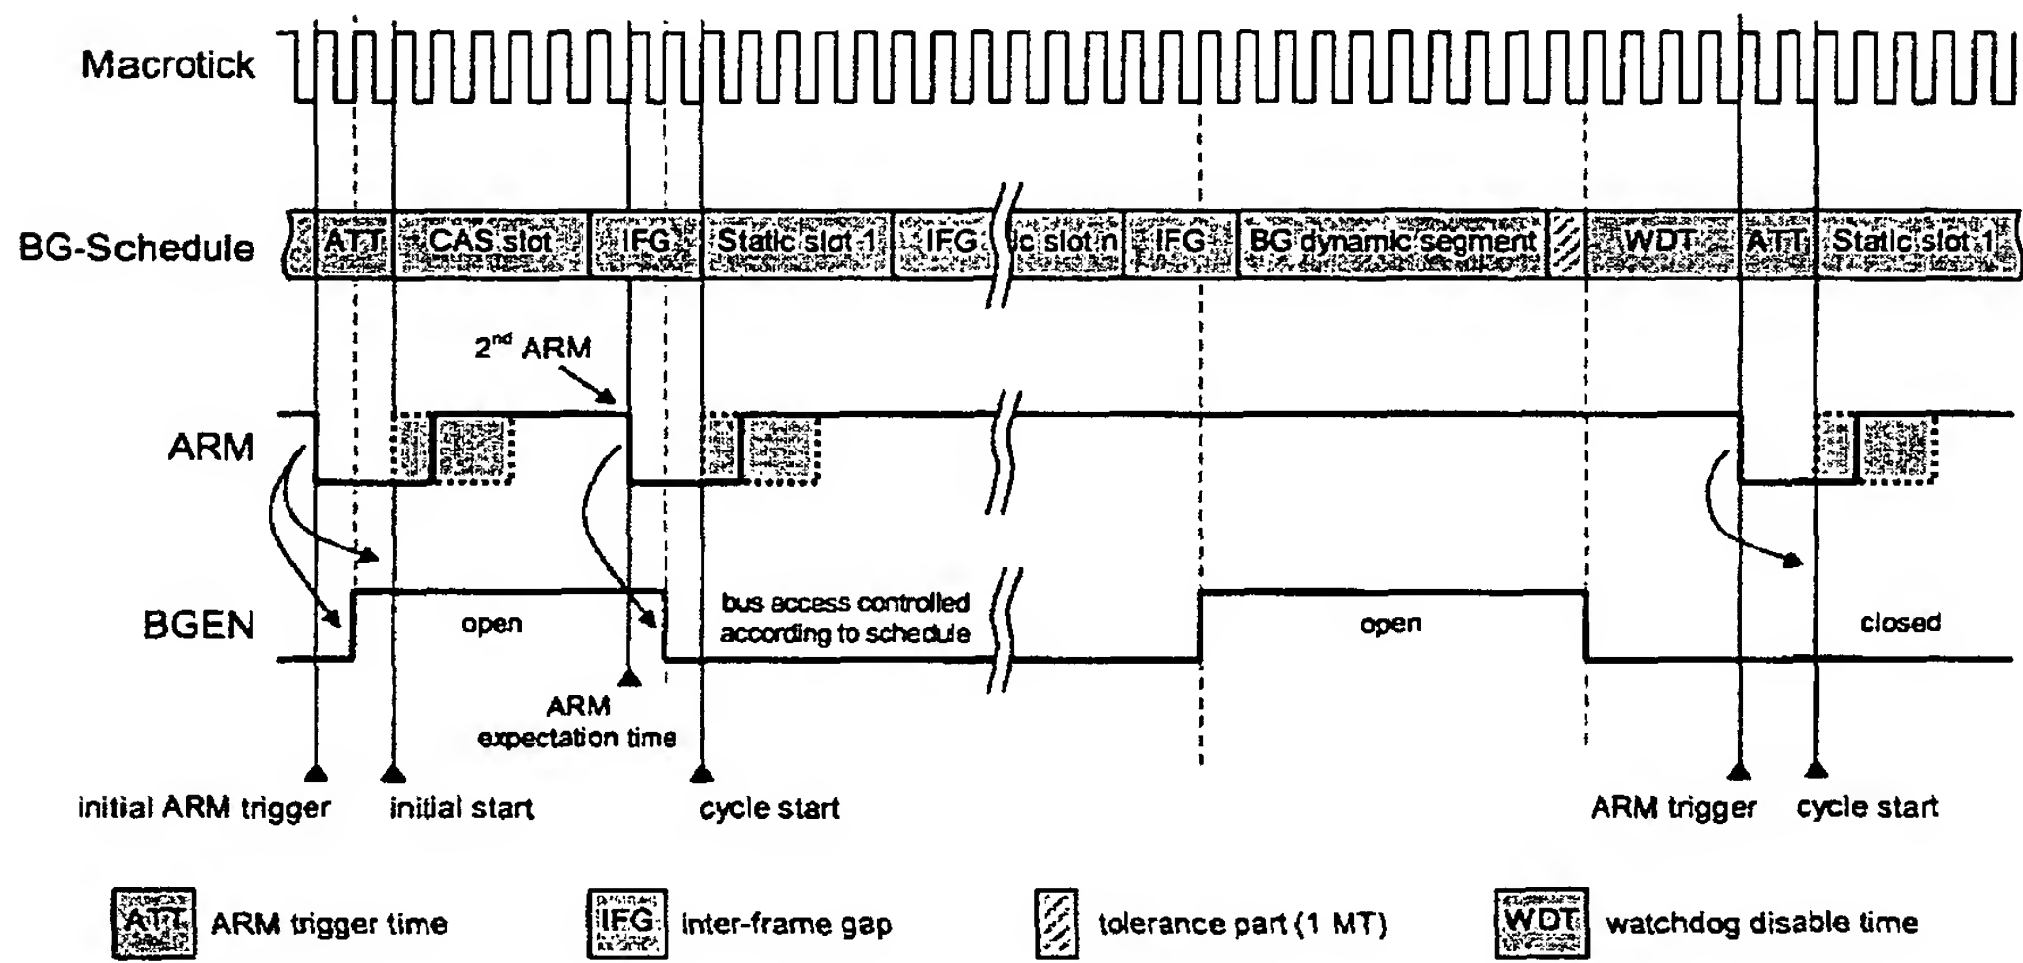 Macrotick
BG-Schedule
ATT CAS slot IFG Static slot 1 IFG ic slot n IFG BG dynamic segment WDT ATT Static slot 1
2nd ARM
ARM
BGEN
open
bus access controlled
according to schedule
open
closed
ARM
expectation time
initial ARM trigger initial start cycle start ARM trigger cycle start
ATT ARM trigger time IFG inter-frame gap tolerance part (1 MT) WDT watchdog disable time